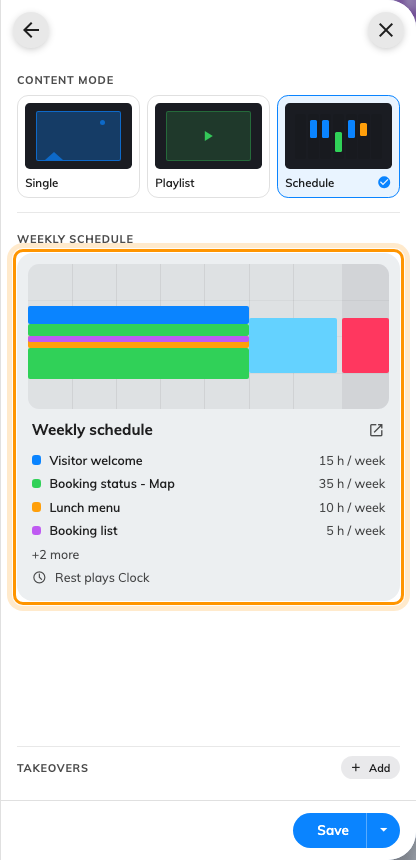 CONTENT MODE
Single
Playlist
Schedule
WEEKLY SCHEDULE
Weekly schedule
Visitor welcome 15 h / week
Booking status - Map 35 h / week
Lunch menu 10 h / week
Booking list 5 h / week
+2 more
Rest plays Clock
TAKEOVERS
+ Add
Save